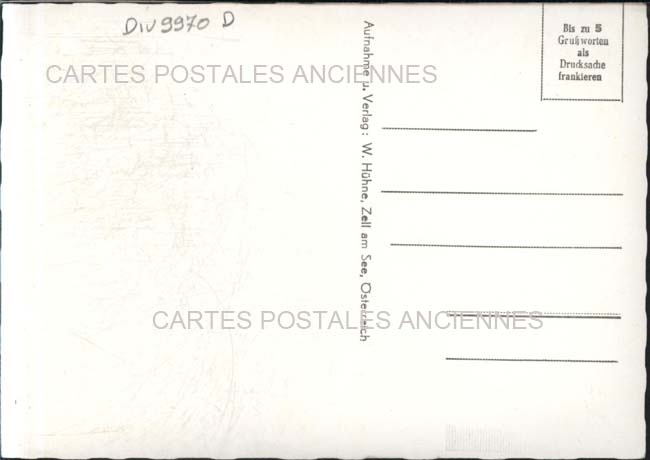 Div 9970 D
CARTES POSTALES ANCIENNES
Aufnahme u. Verlag: W. Hühne, Zell am See, Österreich
Bis zu 5
Grußworten
als
Drucksache
frankieren
CARTES POSTALES ANCIENNES